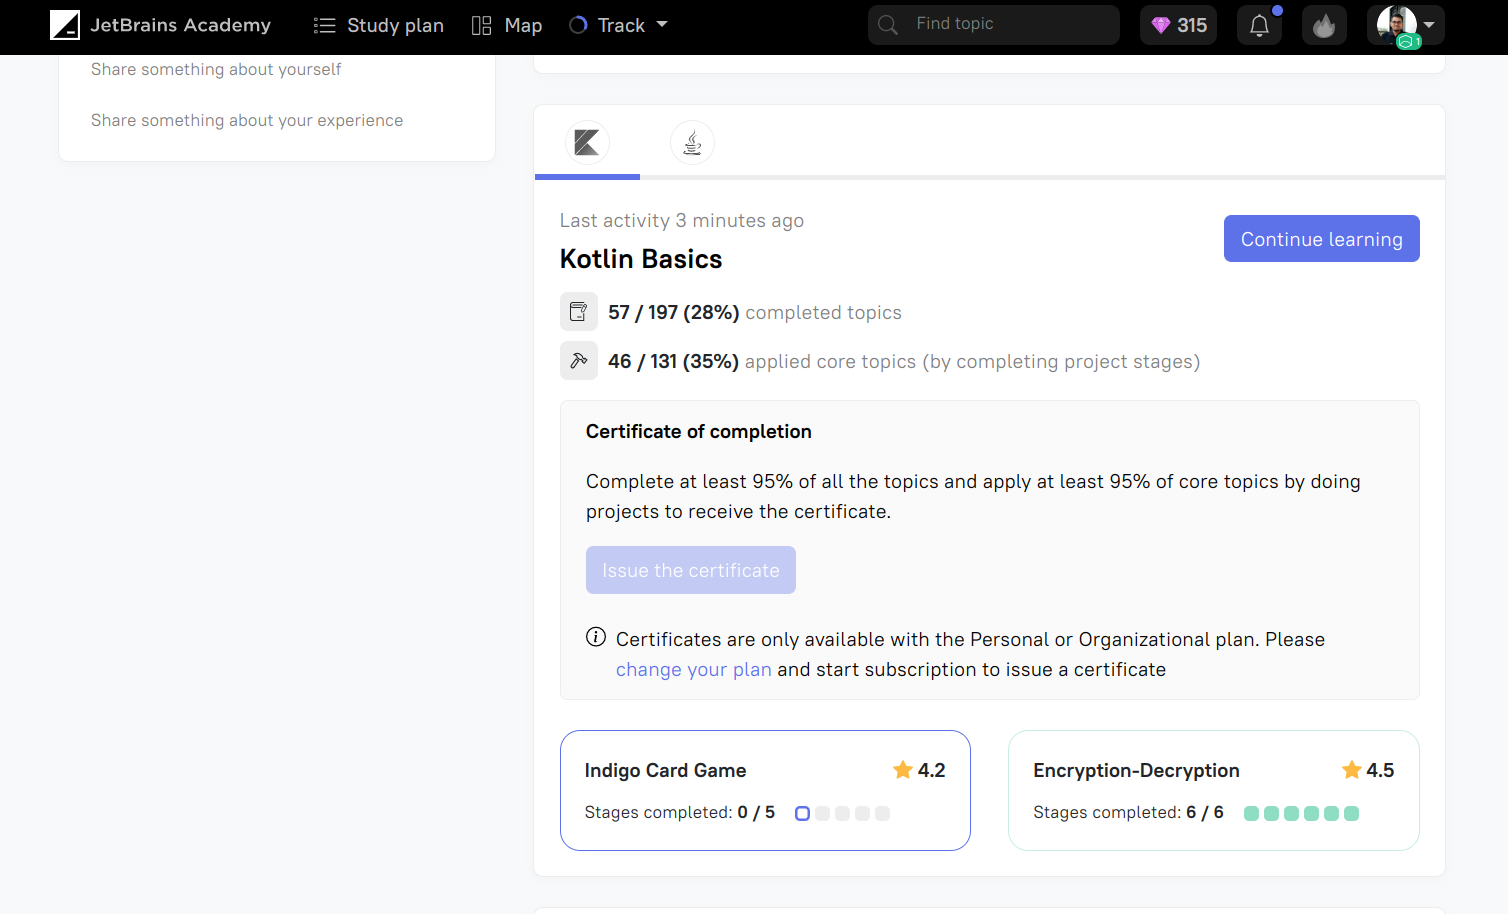 JetBrains Academy
Study plan
Map
Track
Find topic
315
1
Share something about yourself
Share something about your experience
Last activity 3 minutes ago
Continue learning
Kotlin Basics
57 / 197 (28%) completed topics
46 / 131 (35%) applied core topics (by completing project stages)
Certificate of completion
Complete at least 95% of all the topics and apply at least 95% of core topics by doing
projects to receive the certificate.
Issue the certificate
Certificates are only available with the Personal or Organizational plan. Please
change your plan and start subscription to issue a certificate
Indigo Card Game
4.2
Stages completed: 0 / 5
Encryption-Decryption
4.5
Stages completed: 6 / 6